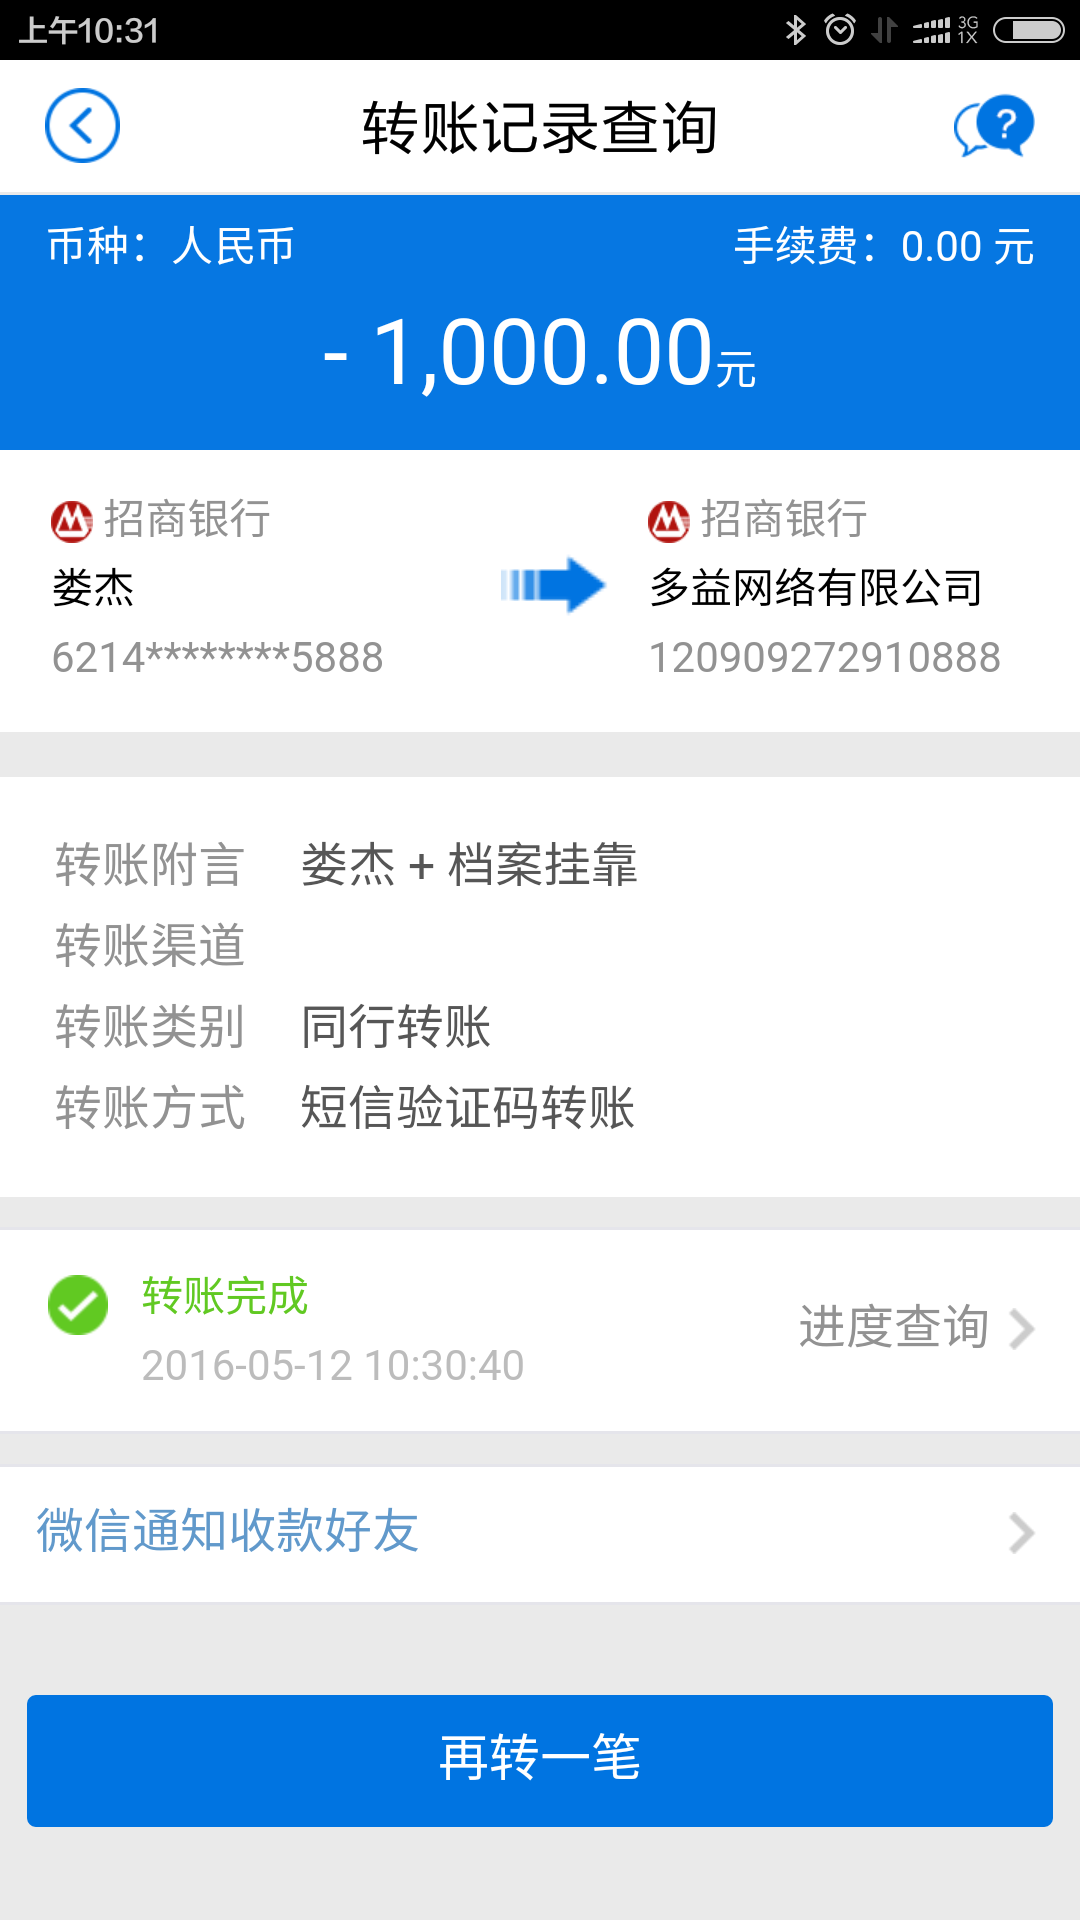 上午10:31
3G
1X
转账记录查询
?
币种：人民币
手续费：0.00 元
- 1,000.00元
招商银行
娄杰
6214********5888
招商银行
多益网络有限公司
120909272910888
转账附言 娄杰 + 档案挂靠
转账渠道
转账类别 同行转账
转账方式 短信验证码转账
转账完成
2016-05-12 10:30:40
进度查询
微信通知收款好友
再转一笔